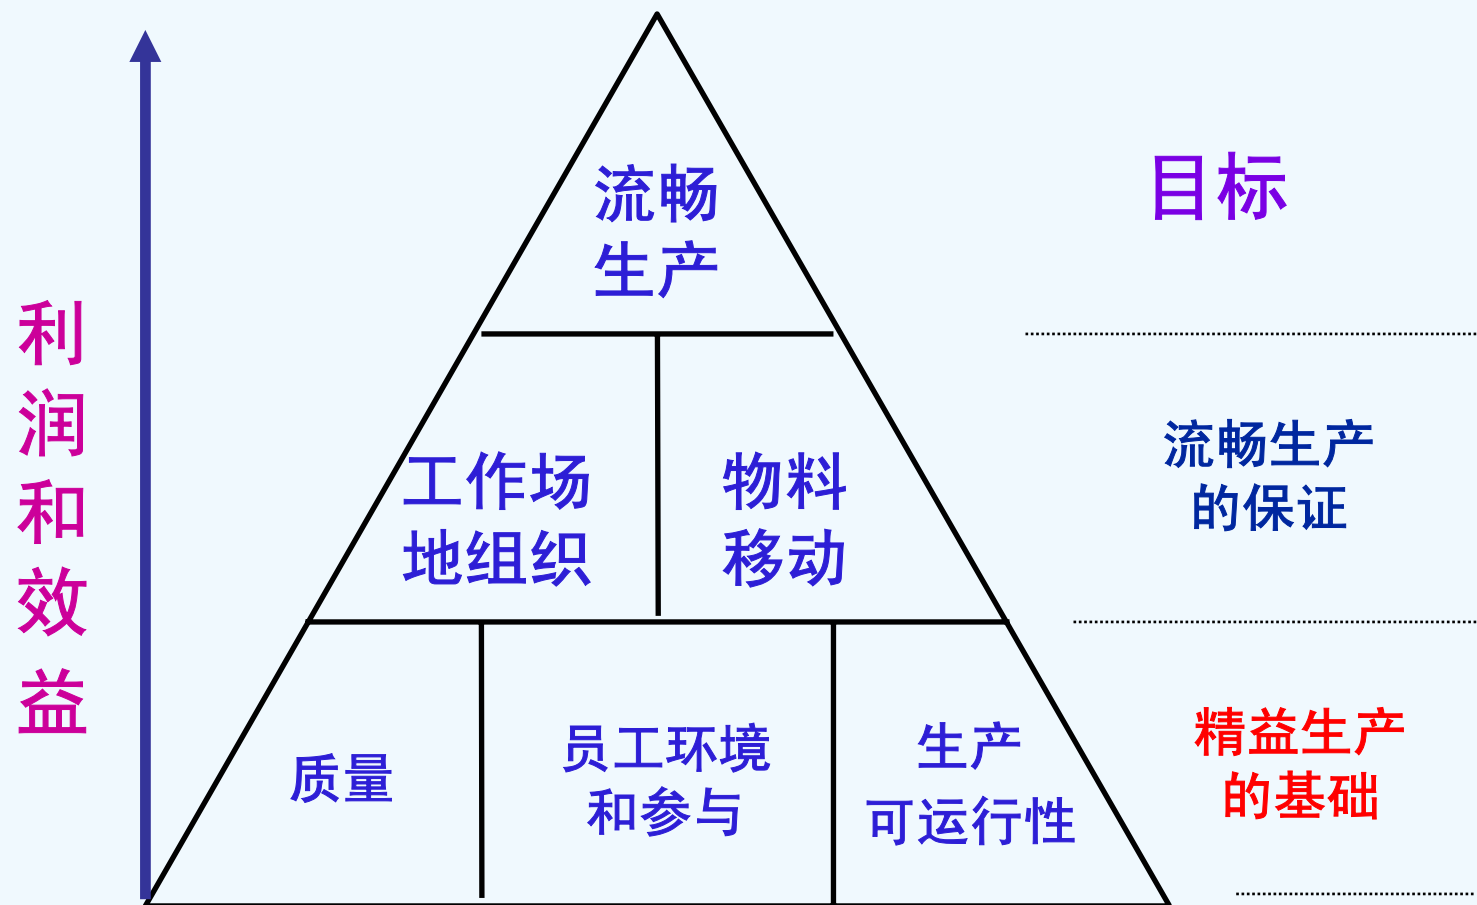 利润和效益
流畅
生产
目标
工作场
地组织
物料
移动
流畅生产
的保证
质量
员工环境
和参与
生产
可运行性
精益生产
的基础